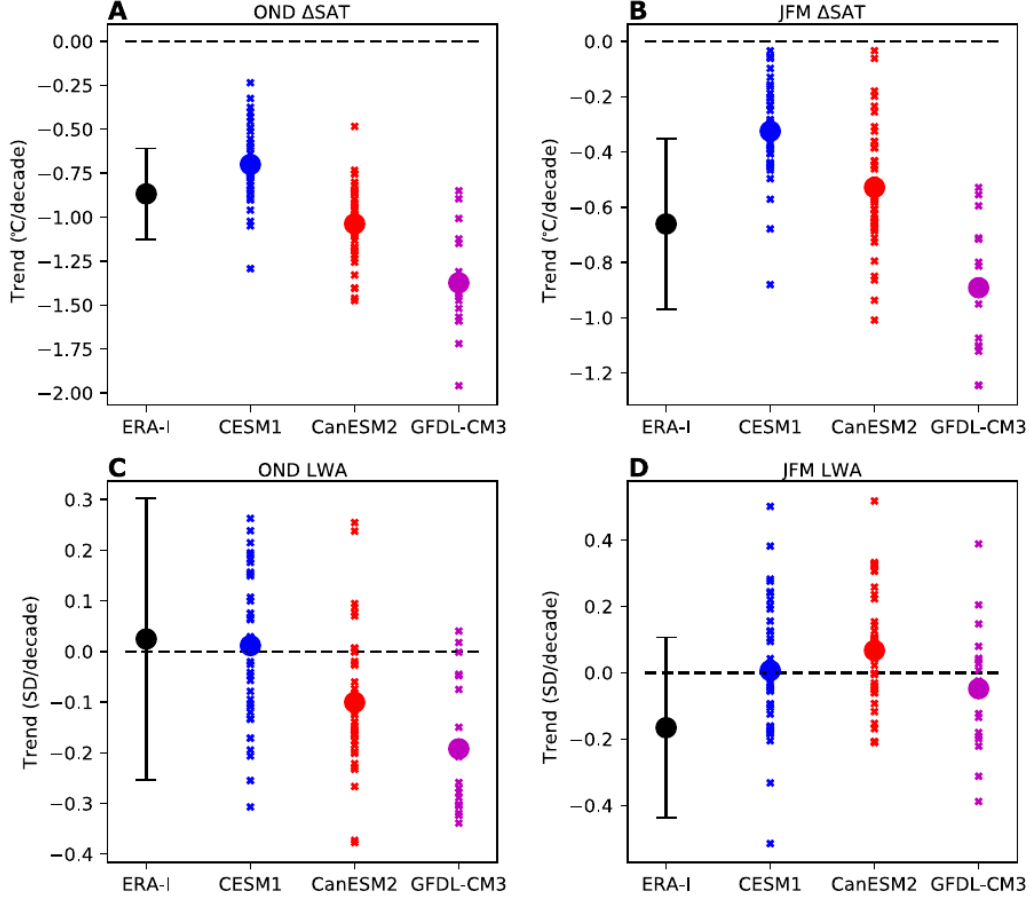 A OND ΔSAT
Trend (℃/decade)
0.00
−0.25
−0.50
−0.75
−1.00
−1.25
−1.50
−1.75
−2.00
ERA-I CESM1 CanESM2 GFDL-CM3
B JFM ΔSAT
Trend (℃/decade)
0.0
−0.2
−0.4
−0.6
−0.8
−1.0
−1.2
ERA-I CESM1 CanESM2 GFDL-CM3
C OND LWA
Trend (SD/decade)
0.3
0.2
0.1
0.0
−0.1
−0.2
−0.3
−0.4
ERA-I CESM1 CanESM2 GFDL-CM3
D JFM LWA
Trend (SD/decade)
0.4
0.2
0.0
−0.2
−0.4
ERA-I CESM1 CanESM2 GFDL-CM3